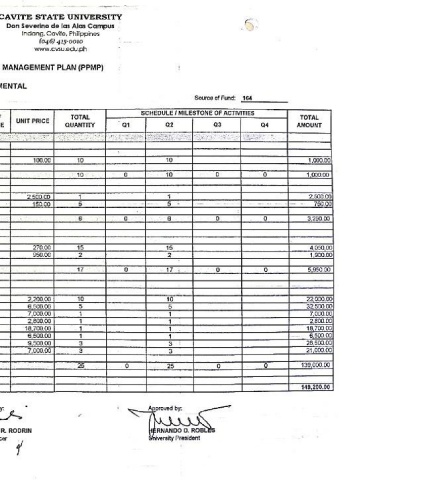 CAVITE STATE UNIVERSITY
Don Severino de las Alas Campus
Indang, Cavite, Philippines
(046) 415-0010
www.cvsu.edu.ph
MANAGEMENT PLAN (PPMP)
MENTAL
Source of Fund: 164
UNIT PRICE TOTAL QUANTITY SCHEDULE / MILESTONE OF ACTIVITIES TOTAL AMOUNT
Q1 Q2 Q3 Q4
100.00 10 10 1,000.00
10 0 10 0 0 1,000.00
2,500.00 1 1 2,500.00
150.00 5 5 750.00
6 0 6 0 0
270.00 15 15 4,050.00
950.00 2 2 1,900.00
17 0 17 0 0 5,950.00
2,200.00 10 10 22,000.00
6,500.00 5 5 32,500.00
7,000.00 1 1 7,000.00
2,800.00 1 1 2,800.00
18,700.00 1 1 18,700.00
6,500.00 1 1 6,500.00
9,500.00 3 3 28,500.00
7,000.00 3 3 21,000.00
25 0 25 0 0 139,000.00
148,200.00
Approved by:
R. RODRIN
HERNANDO D. ROBLES
University President